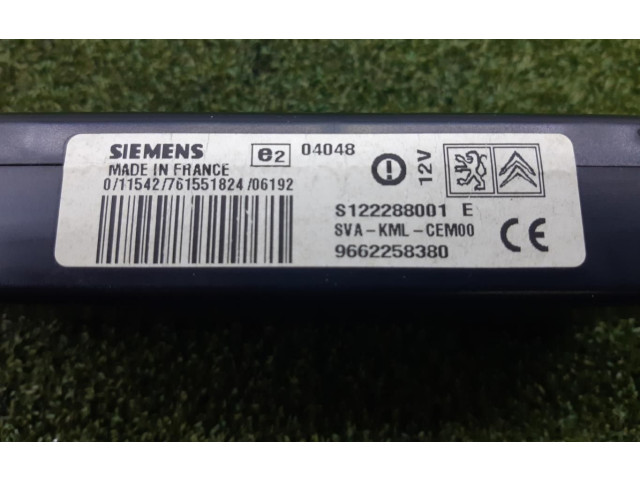 SIEMENS
e2 04048
12V
MADE IN FRANCE
0/11542/761551824/06192
S122288001 E
SVA-KML-CEM00
9662258380
CE